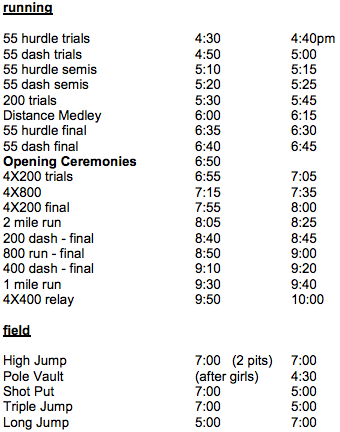 running
55 hurdle trials 4:30 4:40pm
55 dash trials 4:50 5:00
55 hurdle semis 5:10 5:15
55 dash semis 5:20 5:25
200 trials 5:30 5:45
Distance Medley 6:00 6:15
55 hurdle final 6:35 6:30
55 dash final 6:40 6:45
Opening Ceremonies 6:50
4X200 trials 6:55 7:05
4X800 7:15 7:35
4X200 final 7:55 8:00
2 mile run 8:05 8:25
200 dash - final 8:40 8:45
800 run - final 8:50 9:00
400 dash - final 9:10 9:20
1 mile run 9:30 9:40
4X400 relay 9:50 10:00
field
High Jump 7:00 (2 pits) 7:00
Pole Vault (after girls) 4:30
Shot Put 7:00 5:00
Triple Jump 7:00 5:00
Long Jump 5:00 7:00